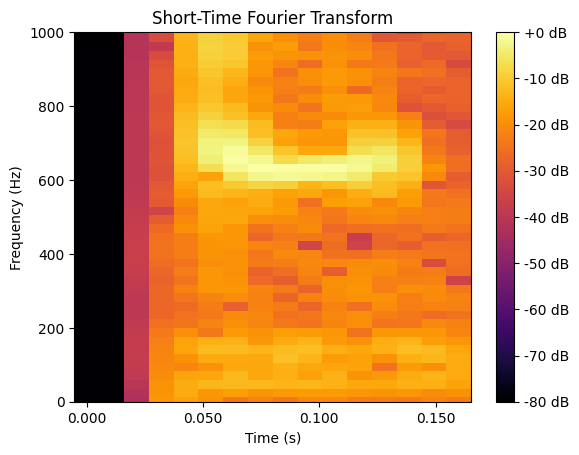 Short-Time Fourier Transform
1000
800
600
400
200
0
Frequency (Hz)
0.000
0.050
0.100
0.150
Time (s)
+0 dB
-10 dB
-20 dB
-30 dB
-40 dB
-50 dB
-60 dB
-70 dB
-80 dB